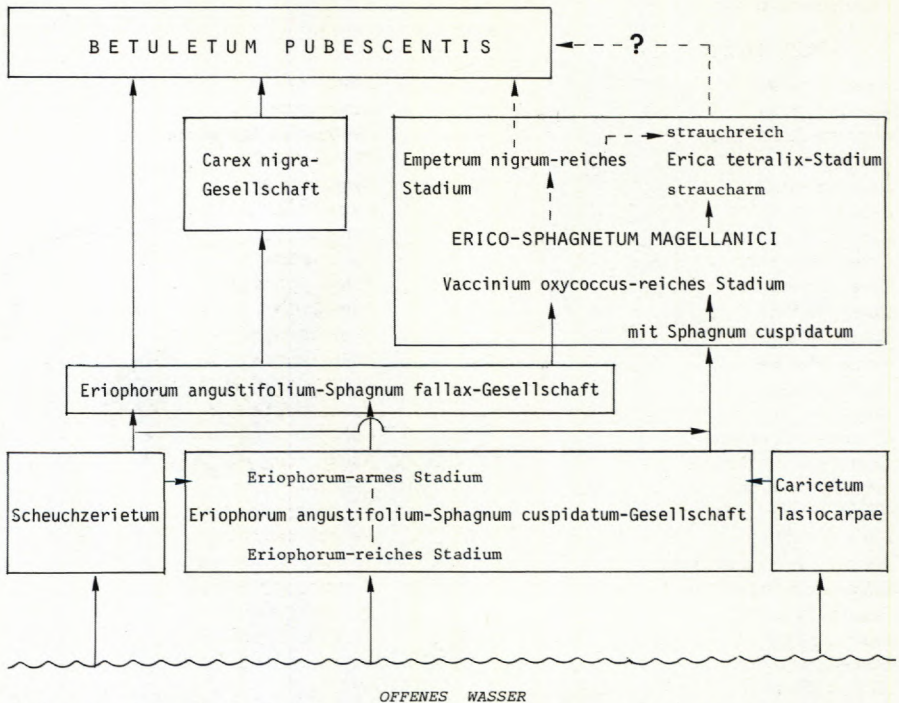 BETULETUM PUBESCENTIS
?
Carex nigra-
Gesellschaft
Empetrum nigrum-reiches
Stadium
strauchreich
Erica tetralix-Stadium
straucharm
ERICO-SPHAGNETUM MAGELLANICI
Vaccinium oxycoccus-reiches Stadium
mit Sphagnum cuspidatum
Eriophorum angustifolium-Sphagnum fallax-Gesellschaft
Scheuchzerietum
Eriophorum-armes Stadium
Eriophorum angustifolium-Sphagnum cuspidatum-Gesellschaft
Eriophorum-reiches Stadium
Caricetum
lasiocarpae
OFFENES WASSER